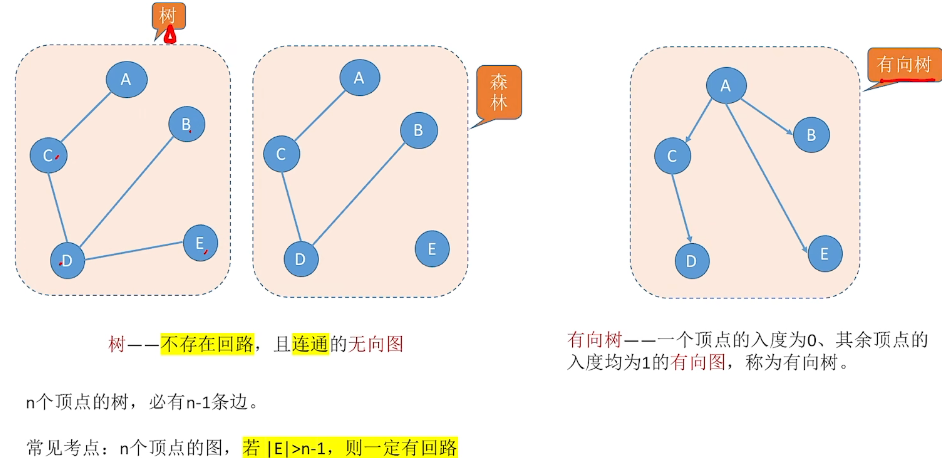 树
A
B
C
D
E
森
林
A
B
C
D
E
有向树
A
B
C
D
E
树——不存在回路，且连通的无向图
n个顶点的树，必有n-1条边。
常见考点：n个顶点的图，若 |E|>n-1，则一定有回路
有向树——一个顶点的入度为0、其余顶点的
入度均为1的有向图，称为有向树。